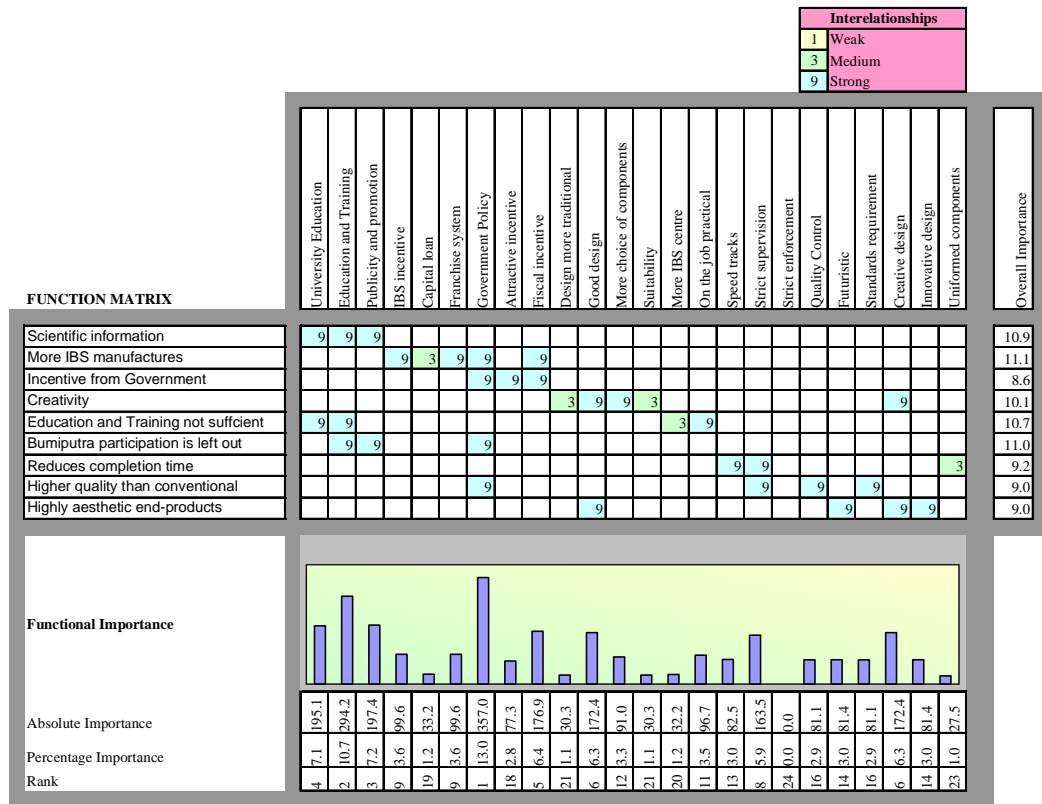 Interelationships
1 Weak
3 Medium
9 Strong
University Education
Education and Training
Publicity and promotion
IBS incentive
Capital loan
Franchise system
Government Policy
Attractive incentive
Fiscal incentive
Design more traditional
Good design
More choice of components
Suitability
More IBS centre
On the job practical
Speed tracks
Strict supervision
Strict enforcement
Quality Control
Futuristic
Standards requirement
Creative design
Innovative design
Uniformed components
Overall Importance
FUNCTION MATRIX
Scientific information 9 9 9 10.9
More IBS manufactures 9 3 9 9 9 11.1
Incentive from Government 9 9 9 8.6
Creativity 3 9 9 3 9 10.1
Education and Training not suffcient 9 9 3 9 10.7
Bumiputra participation is left out 9 9 9 11.0
Reduces completion time 9 9 3 9.2
Higher quality than conventional 9 9 9 9 9.0
Highly aesthetic end-products 9 9 9 9 9.0
Functional Importance
Absolute Importance 195.1 294.2 197.4 99.6 33.2 99.6 357.0 77.3 176.9 30.3 172.4 91.0 30.3 32.2 96.7 82.5 163.5 0.0 81.1 81.4 81.1 172.4 81.4 27.5
Percentage Importance 7.1 10.7 7.2 3.6 1.2 3.6 13.0 2.8 6.4 1.1 6.3 3.3 1.1 1.2 3.5 3.0 5.9 0.0 2.9 3.0 2.9 6.3 3.0 1.0
Rank 4 2 3 9 19 9 1 18 5 21 6 12 21 20 11 13 8 24 16 14 16 6 14 23